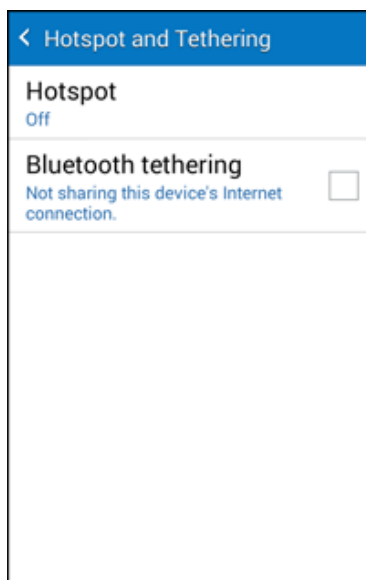 Hotspot and Tethering
Hotspot
Off
Bluetooth tethering
Not sharing this device's Internet
connection.